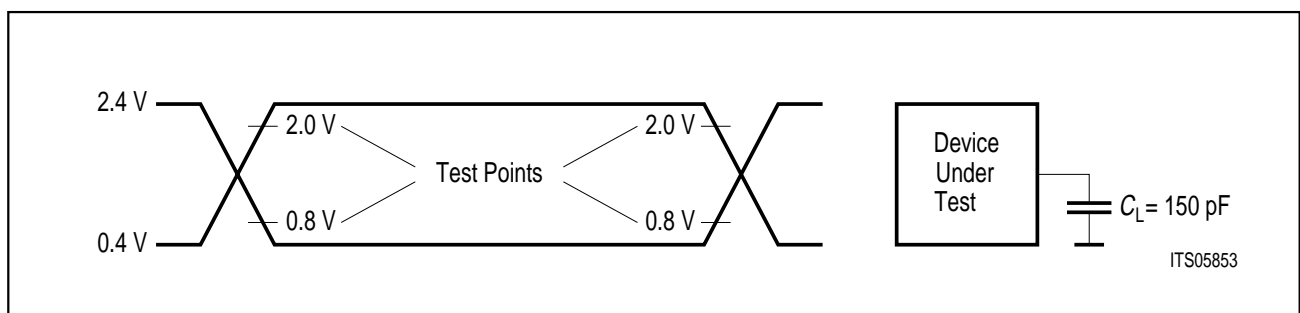 2.4 V
2.0 V
2.0 V
Test Points
0.8 V
0.8 V
0.4 V
Device
Under
Test
CL= 150 pF
ITS05853